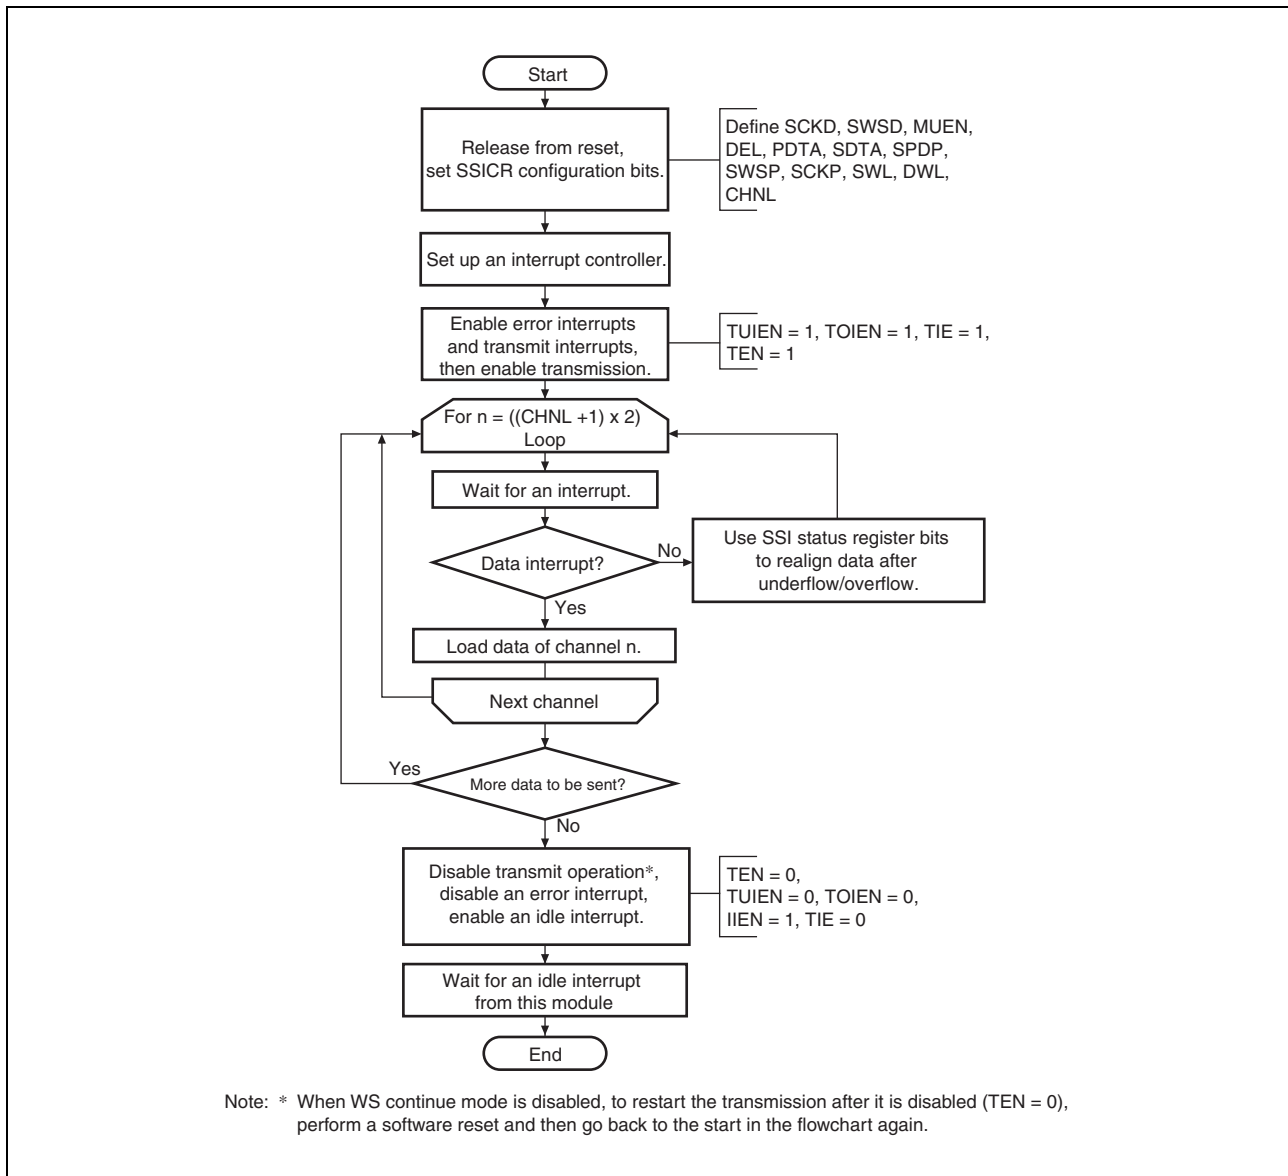 Start
Release from reset,
set SSICR configuration bits.
Define SCKD, SWSD, MUEN,
DEL, PDTA, SDTA, SPDP,
SWSP, SCKP, SWL, DWL,
CHNL
Set up an interrupt controller.
Enable error interrupts
and transmit interrupts,
then enable transmission.
TUIEN = 1, TOIEN = 1, TIE = 1,
TEN = 1
For n = ((CHNL +1) x 2)
Loop
Wait for an interrupt.
Data interrupt?
No
Use SSI status register bits
to realign data after
underflow/overflow.
Yes
Load data of channel n.
Next channel
Yes
More data to be sent?
No
Disable transmit operation*,
disable an error interrupt,
enable an idle interrupt.
TEN = 0,
TUIEN = 0, TOIEN = 0,
IIEN = 1, TIE = 0
Wait for an idle interrupt
from this module
End
Note: * When WS continue mode is disabled, to restart the transmission after it is disabled (TEN = 0),
perform a software reset and then go back to the start in the flowchart again.